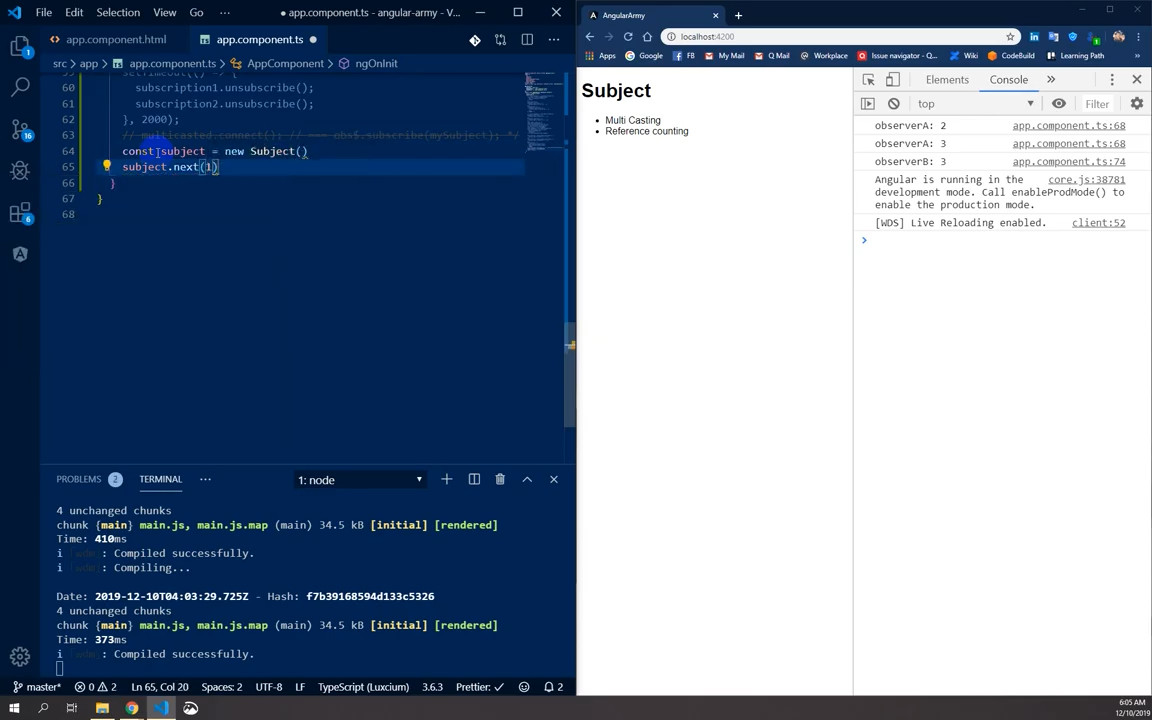 File Edit Selection View Go ··· ● app.component.ts - angular-army - V...
app.component.html app.component.ts
src > app > app.component.ts > AppComponent > ngOnInit
60 subscription1.unsubscribe();
61 subscription2.unsubscribe();
62 }, 2000);
63 // multicasted.connect(); // === obs$.subscribe(mySubject); */
64 const subject = new Subject()
65 subject.next(1)
66 }
67 }
68
PROBLEMS 2 TERMINAL ··· 1: node
4 unchanged chunks
chunk {main} main.js, main.js.map (main) 34.5 kB [initial] [rendered]
Time: 410ms
i ｢wdm｣: Compiled successfully.
i ｢wdm｣: Compiling...
Date: 2019-12-10T04:03:29.725Z - Hash: f7b39168594d133c5326
4 unchanged chunks
chunk {main} main.js, main.js.map (main) 34.5 kB [initial] [rendered]
Time: 373ms
i ｢wdm｣: Compiled successfully.
1 16 6
master* 0 2 Ln 65, Col 20 Spaces: 2 UTF-8 LF TypeScript (Luxcium) 3.6.3 Prettier: ✓ 2
AngularArmy
localhost:4200
Apps Google FB My Mail Q Mail Workplace Issue navigator - Q... Wiki CodeBuild Learning Path
Subject
• Multi Casting
• Reference counting
Elements Console »
top Filter
observerA: 2 app.component.ts:68
observerA: 3 app.component.ts:68
observerB: 3 app.component.ts:74
Angular is running in the core.js:38781
development mode. Call enableProdMode() to
enable the production mode.
[WDS] Live Reloading enabled. client:52
>
6:05 AM
12/10/2019